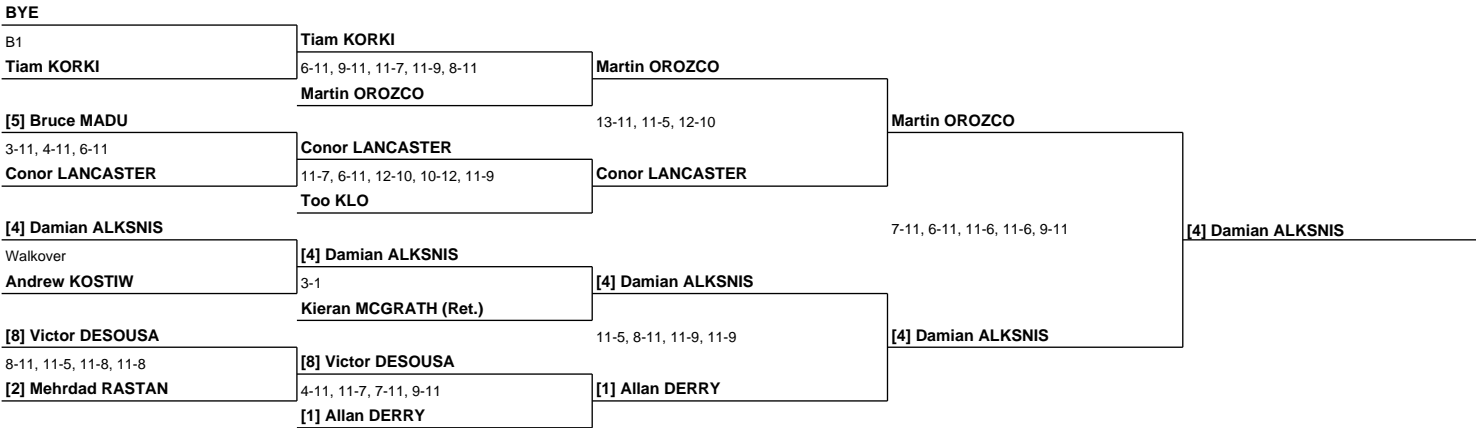 BYE
B1
Tiam KORKI
[5] Bruce MADU
3-11, 4-11, 6-11
Conor LANCASTER
[4] Damian ALKSNIS
Walkover
Andrew KOSTIW
[8] Victor DESOUSA
8-11, 11-5, 11-8, 11-8
[2] Mehrdad RASTAN
Tiam KORKI
6-11, 9-11, 11-7, 11-9, 8-11
Martin OROZCO
Conor LANCASTER
11-7, 6-11, 12-10, 10-12, 11-9
Too KLO
[4] Damian ALKSNIS
3-1
Kieran MCGRATH (Ret.)
[8] Victor DESOUSA
4-11, 11-7, 7-11, 9-11
[1] Allan DERRY
Martin OROZCO
13-11, 11-5, 12-10
Conor LANCASTER
[4] Damian ALKSNIS
11-5, 8-11, 11-9, 11-9
[1] Allan DERRY
Martin OROZCO
7-11, 6-11, 11-6, 11-6, 9-11
[4] Damian ALKSNIS
[4] Damian ALKSNIS